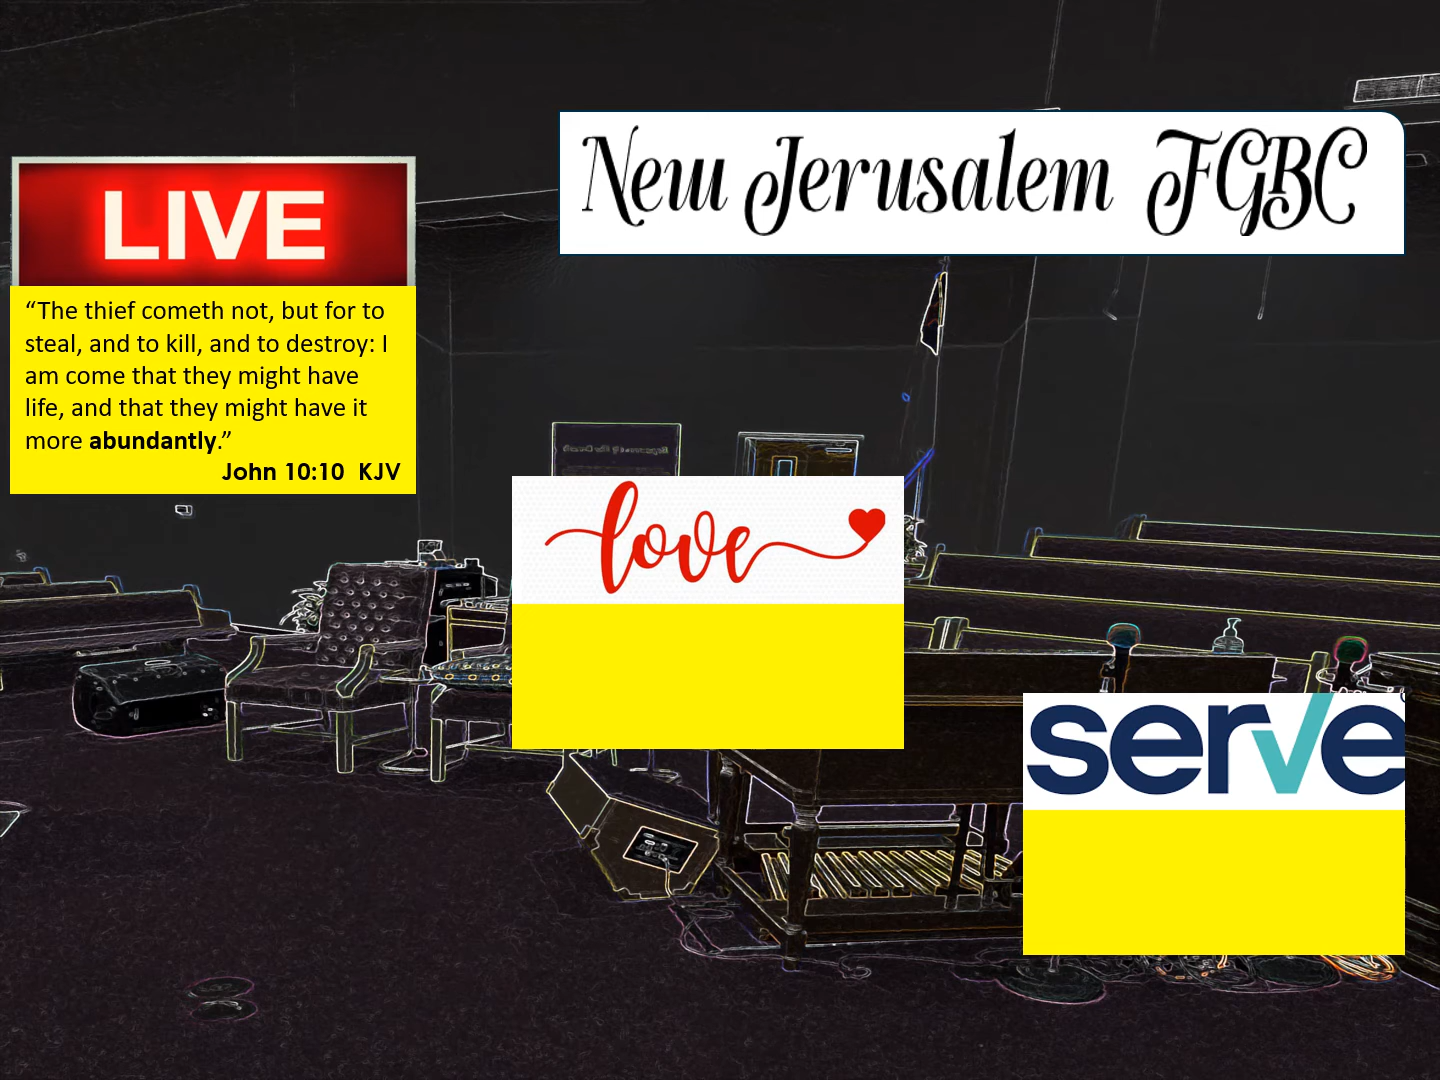 New Jerusalem FGBC
LIVE
“The thief cometh not, but for to
steal, and to kill, and to destroy: I
am come that they might have
life, and that they might have it
more abundantly.”
John 10:10 KJV
love
serve